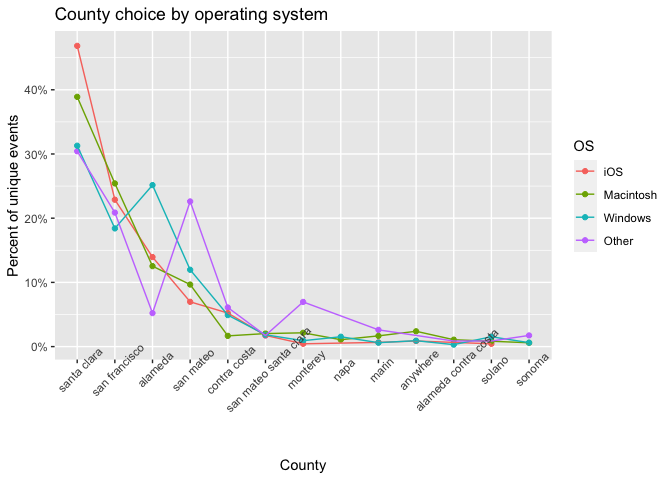 County choice by operating system
Percent of unique events
40%
30%
20%
10%
0%
santa clara
san francisco
alameda
san mateo
contra costa
san mateo santa clara
monterey
napa
marin
anywhere
alameda contra costa
solano
sonoma
County
OS
iOS
Macintosh
Windows
Other